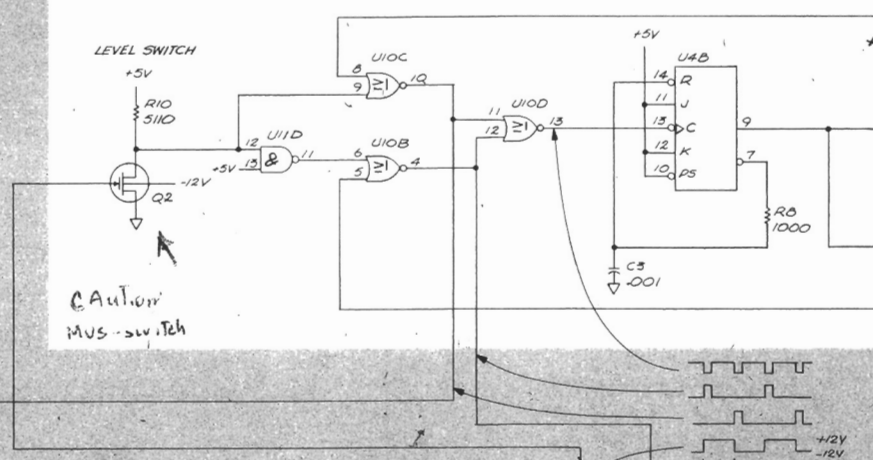 LEVEL SWITCH
+5V
R10
5110
Q2
-12V
CAution
MUS-switch
12
13
+5V
U11D
&
11
8
9
U10C
≥1
10
6
5
U10B
≥1
4
11
12
U10D
≥1
13
+5V
U4B
14 R
11 J
13 C
12 K
10 PS
9
7
R8
1000
C3
.001
+12V
-12V